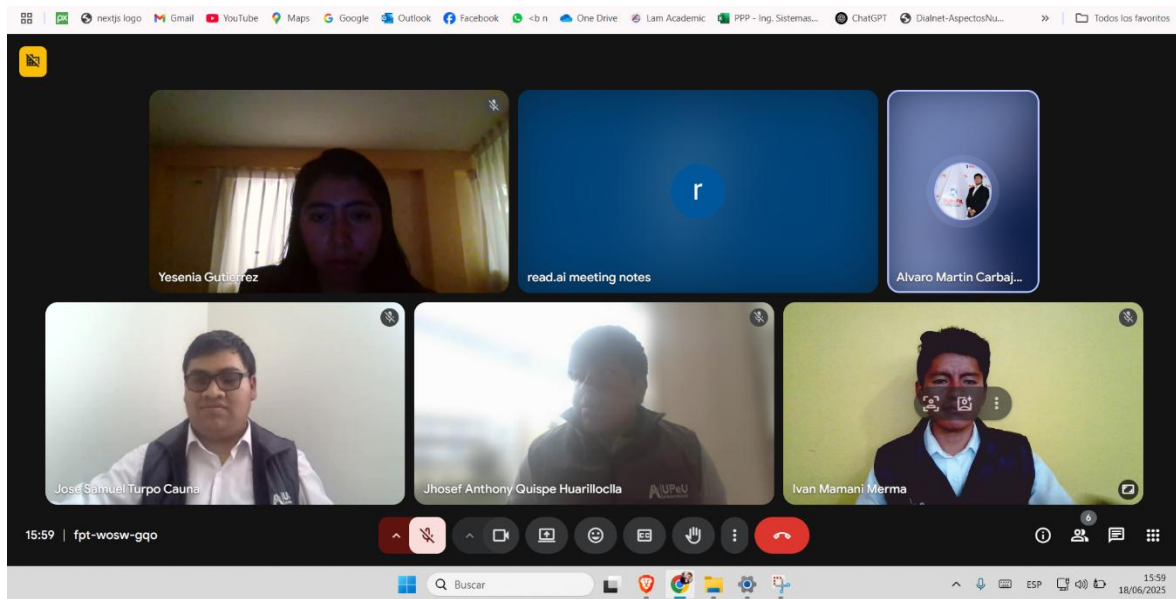 nextjs logo
Gmail
YouTube
Maps
Google
Outlook
Facebook
<b n
One Drive
Lam Academic
PPP - Ing. Sistemas...
ChatGPT
Dialnet-AspectosNu...
»
Todos los favoritos
Yesenia Gutierrez
r
read.ai meeting notes
Alvaro Martin Carbaj...
Jose Samuel Turpo Cauna
Jhosef Anthony Quispe Huarilloclla
UPeU
Ivan Mamani Merma
15:59 | fpt-wosw-gqo
6
Buscar
ESP
15:59
18/06/2025